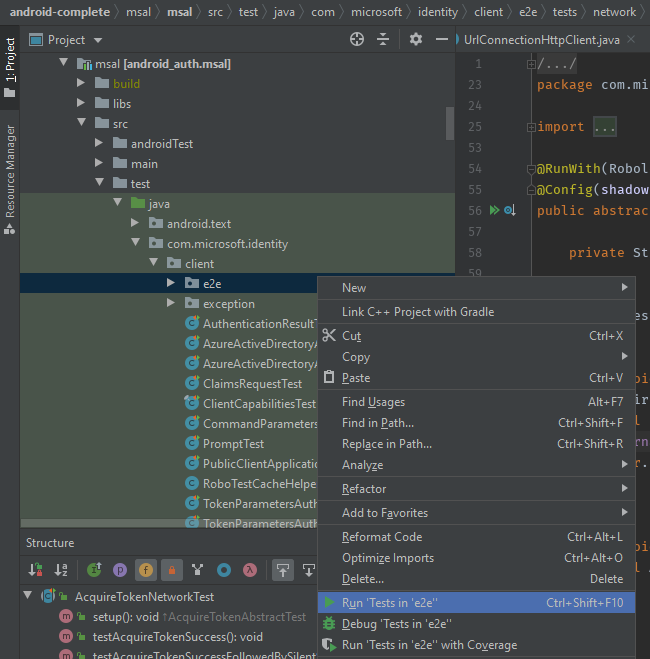 android-complete msal msal src test java com microsoft identity client e2e tests network
1: Project
Resource Manager
Project
UrlConnectionHttpClient.java
msal [android_auth.msal]
build
libs
src
androidTest
main
test
java
android.text
com.microsoft.identity
client
e2e
exception
AuthenticationResultT
AzureActiveDirectoryA
AzureActiveDirectoryA
ClaimsRequestTest
ClientCapabilitiesTest
CommandParameters
PromptTest
PublicClientApplicatio
RoboTestCacheHelpe
TokenParametersAuth
TokenParametersAuth
1 /.../
23 package com.mi
24
25 import ...
54 @RunWith(Robol
55 @Config(shadow
56 public abstrac
57
58 private St
59
New
Link C++ Project with Gradle
Cut Ctrl+X
Copy
Paste Ctrl+V
Find Usages Alt+F7
Find in Path... Ctrl+Shift+F
Replace in Path... Ctrl+Shift+R
Analyze
Refactor
Add to Favorites
Reformat Code Ctrl+Alt+L
Optimize Imports Ctrl+Alt+O
Delete... Delete
Run 'Tests in 'e2e'' Ctrl+Shift+F10
Debug 'Tests in 'e2e''
Run 'Tests in 'e2e'' with Coverage
Structure
AcquireTokenNetworkTest
setup(): void ↑AcquireTokenAbstractTest
testAcquireTokenSuccess(): void
testAcquireTokenSuccessFollowedBySilent